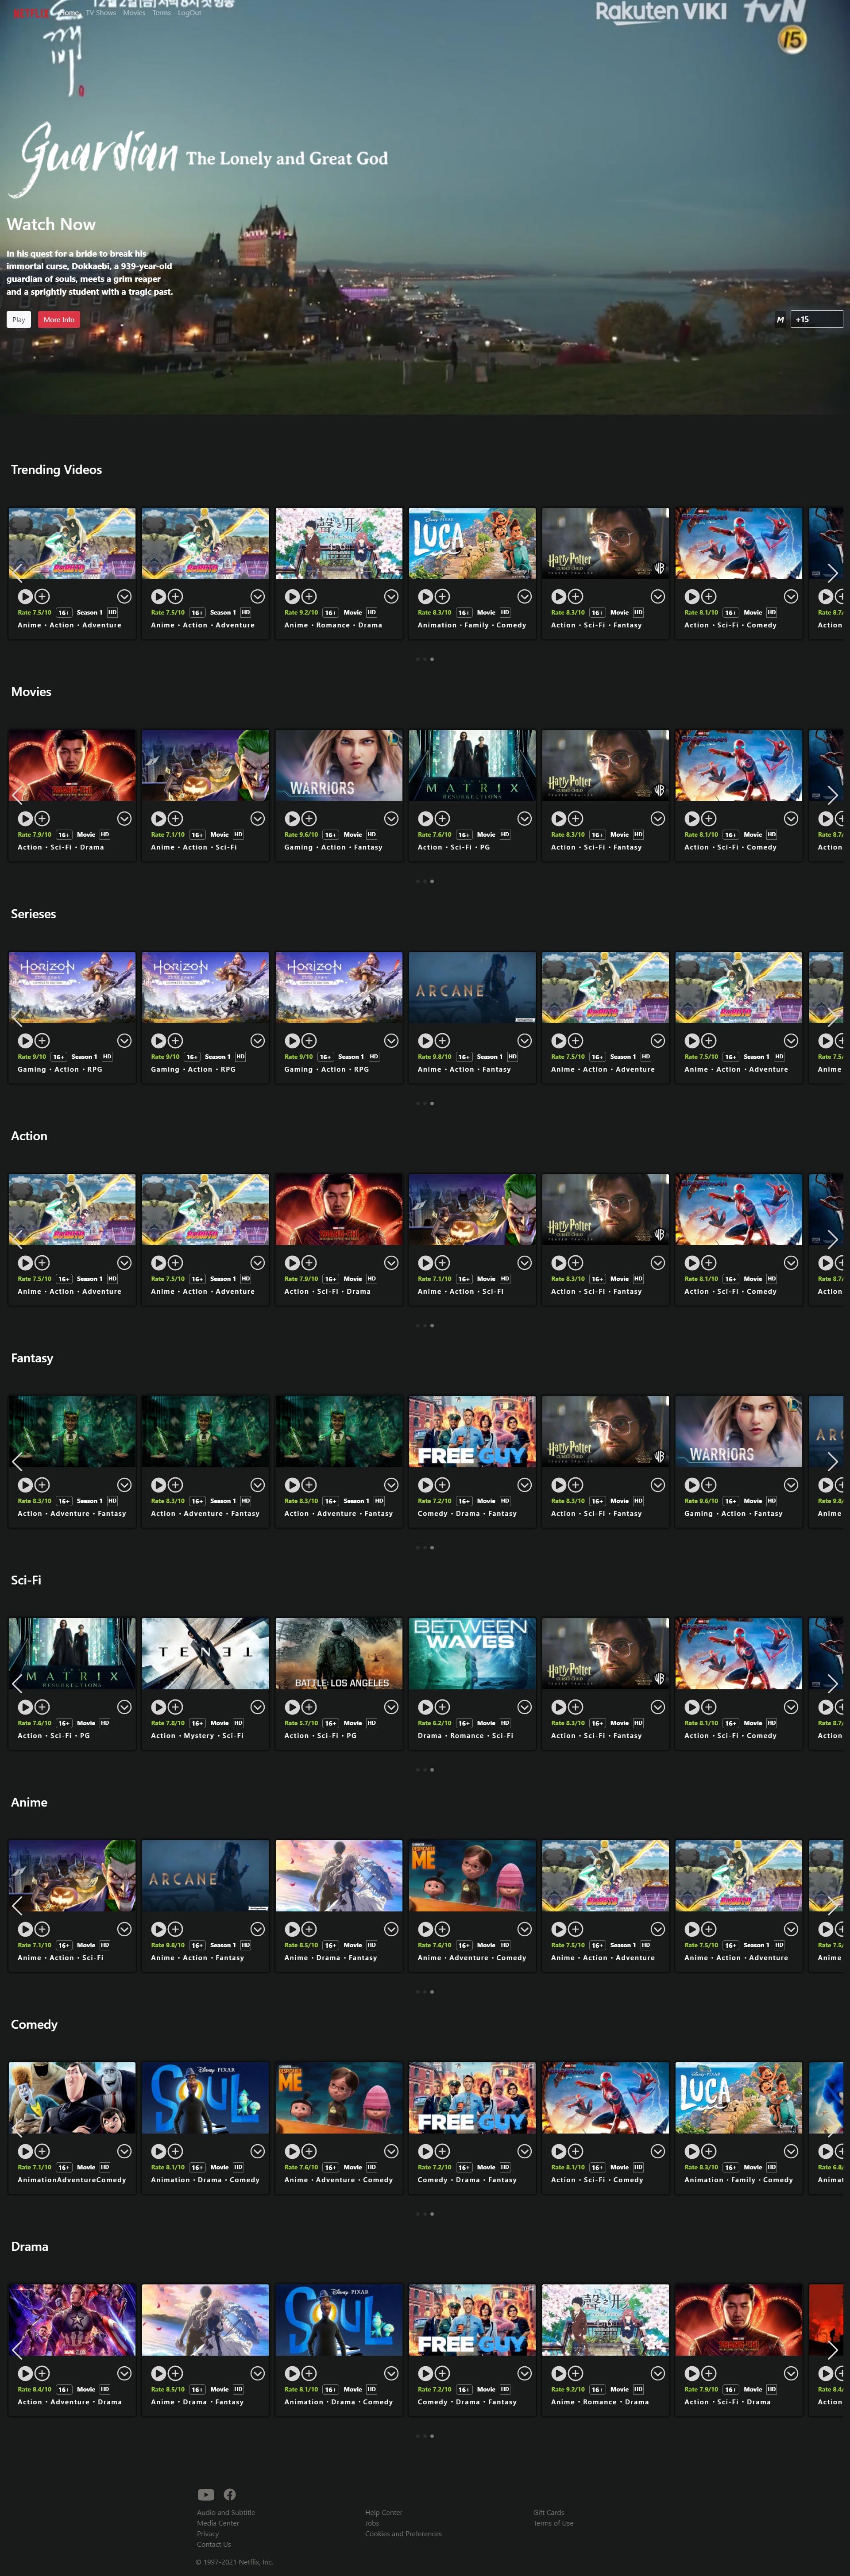 12월 2일(금) 저녁 8시 첫 방송
NETFLIX Home TV Shows Movies Terms LogOut
Rakuten VIKI tvN
15
Guardian The Lonely and Great God
Watch Now
In his quest for a bride to break his
immortal curse, Dokkaebi, a 939-year-old
guardian of souls, meets a grim reaper
and a sprightly student with a tragic past.
Play More Info
M +15
Trending Videos
聲之形 LUCA Harry Potter
Rate 7.5/10 16+ Season 1 HD Rate 7.5/10 16+ Season 1 HD Rate 9.2/10 16+ Movie HD Rate 8.3/10 16+ Movie HD Rate 8.3/10 16+ Movie HD Rate 8.1/10 16+ Movie HD Rate 8.7/
Anime • Action • Adventure Anime • Action • Adventure Anime • Romance • Drama Animation • Family • Comedy Action • Sci-Fi • Fantasy Action • Sci-Fi • Comedy Action
Movies
WARRIORS MATRIX RESURRECTIONS Harry Potter
Rate 7.9/10 16+ Movie HD Rate 7.1/10 16+ Movie HD Rate 9.6/10 16+ Movie HD Rate 7.6/10 16+ Movie HD Rate 8.3/10 16+ Movie HD Rate 8.1/10 16+ Movie HD Rate 8.7/
Action • Sci-Fi • Drama Anime • Action • Sci-Fi Gaming • Action • Fantasy Action • Sci-Fi • PG Action • Sci-Fi • Fantasy Action • Sci-Fi • Comedy Action
Serieses
HORIZON HORIZON HORIZON ARCANE
Rate 9/10 16+ Season 1 HD Rate 9/10 16+ Season 1 HD Rate 9/10 16+ Season 1 HD Rate 9.8/10 16+ Season 1 HD Rate 7.5/10 16+ Season 1 HD Rate 7.5/10 16+ Season 1 HD Rate 7.5/
Gaming • Action • RPG Gaming • Action • RPG Gaming • Action • RPG Anime • Action • Fantasy Anime • Action • Adventure Anime • Action • Adventure Anime
Action
Harry Potter
Rate 7.5/10 16+ Season 1 HD Rate 7.5/10 16+ Season 1 HD Rate 7.9/10 16+ Movie HD Rate 7.1/10 16+ Movie HD Rate 8.3/10 16+ Movie HD Rate 8.1/10 16+ Movie HD Rate 8.7/
Anime • Action • Adventure Anime • Action • Adventure Action • Sci-Fi • Drama Anime • Action • Sci-Fi Action • Sci-Fi • Fantasy Action • Sci-Fi • Comedy Action
Fantasy
FREE GUY Harry Potter WARRIORS ARC
Rate 8.3/10 16+ Season 1 HD Rate 8.3/10 16+ Season 1 HD Rate 8.3/10 16+ Season 1 HD Rate 7.2/10 16+ Movie HD Rate 8.3/10 16+ Movie HD Rate 9.6/10 16+ Movie HD Rate 9.8/
Action • Adventure • Fantasy Action • Adventure • Fantasy Action • Adventure • Fantasy Comedy • Drama • Fantasy Action • Sci-Fi • Fantasy Gaming • Action • Fantasy Anime
Sci-Fi
MATRIX RESURRECTIONS TENET BATTLE: LOS ANGELES BETWEEN WAVES Harry Potter
Rate 7.6/10 16+ Movie HD Rate 7.8/10 16+ Movie HD Rate 5.7/10 16+ Movie HD Rate 6.2/10 16+ Movie HD Rate 8.3/10 16+ Movie HD Rate 8.1/10 16+ Movie HD Rate 8.7/
Action • Sci-Fi • PG Action • Mystery • Sci-Fi Action • Sci-Fi • PG Drama • Romance • Sci-Fi Action • Sci-Fi • Fantasy Action • Sci-Fi • Comedy Action
Anime
ARCANE DESPICABLE ME
Rate 7.1/10 16+ Movie HD Rate 9.8/10 16+ Season 1 HD Rate 8.5/10 16+ Movie HD Rate 7.6/10 16+ Movie HD Rate 7.5/10 16+ Season 1 HD Rate 7.5/10 16+ Season 1 HD Rate 7.5/
Anime • Action • Sci-Fi Anime • Action • Fantasy Anime • Drama • Fantasy Anime • Adventure • Comedy Anime • Action • Adventure Anime • Action • Adventure Anime
Comedy
Disney PIXAR SOUL DESPICABLE ME FREE GUY LUCA
Rate 7.1/10 16+ Movie HD Rate 8.1/10 16+ Movie HD Rate 7.6/10 16+ Movie HD Rate 7.2/10 16+ Movie HD Rate 8.1/10 16+ Movie HD Rate 8.3/10 16+ Movie HD Rate 6.8/
AnimationAdventureComedy Animation • Drama • Comedy Anime • Adventure • Comedy Comedy • Drama • Fantasy Action • Sci-Fi • Comedy Animation • Family • Comedy Animat
Drama
Disney PIXAR SOUL FREE GUY 聲之形
Rate 8.4/10 16+ Movie HD Rate 8.5/10 16+ Movie HD Rate 8.1/10 16+ Movie HD Rate 7.2/10 16+ Movie HD Rate 9.2/10 16+ Movie HD Rate 7.9/10 16+ Movie HD Rate 8.4/
Action • Adventure • Drama Anime • Drama • Fantasy Animation • Drama • Comedy Comedy • Drama • Fantasy Anime • Romance • Drama Action • Sci-Fi • Drama Action
Audio and Subtitle Help Center Gift Cards
Media Center Jobs Terms of Use
Privacy Cookies and Preferences
Contact Us
© 1997-2021 Netflix, Inc.